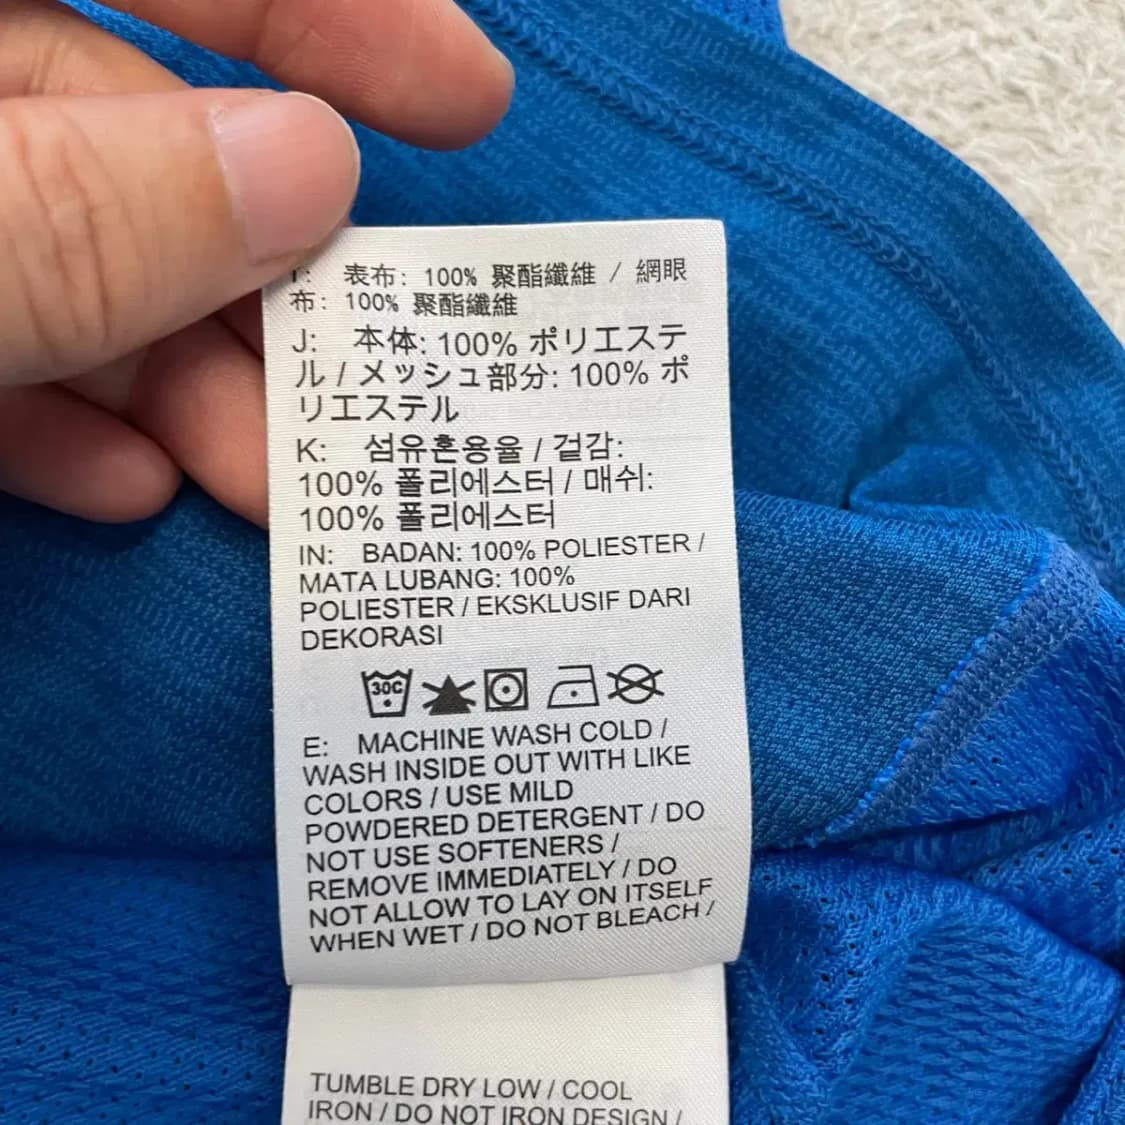 表布: 100% 聚酯纖維 / 網眼
布: 100% 聚酯纖維
J: 本体: 100% ポリエステ
ル / メッシュ部分: 100% ポ
リエステル
K: 섬유혼용율 / 겉감:
100% 폴리에스터 / 매쉬:
100% 폴리에스터
IN: BADAN: 100% POLIESTER /
MATA LUBANG: 100%
POLIESTER / EKSKLUSIF DARI
DEKORASI
30C
E: MACHINE WASH COLD /
WASH INSIDE OUT WITH LIKE
COLORS / USE MILD
POWDERED DETERGENT / DO
NOT USE SOFTENERS /
REMOVE IMMEDIATELY / DO
NOT ALLOW TO LAY ON ITSELF
WHEN WET / DO NOT BLEACH /
TUMBLE DRY LOW / COOL
IRON / DO NOT IRON DESIGN /